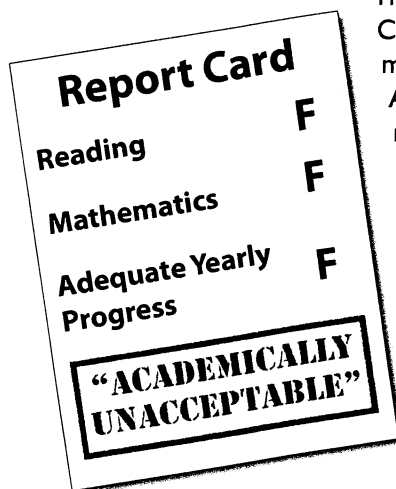 Report Card
Reading F
Mathematics F
Adequate Yearly F
Progress
“ACADEMICALLY
UNACCEPTABLE”